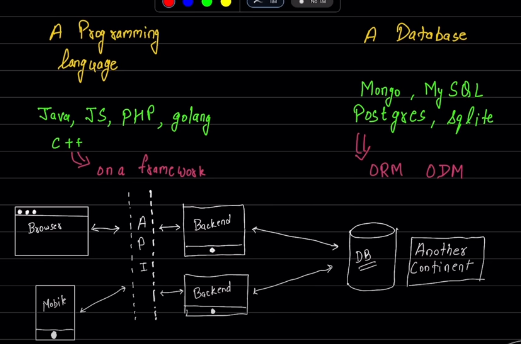 A Programming
language
A Database
Java, JS, PHP, golang
C++
on a framework
Mongo, MySQL
Postgres, sqlite
ORM ODM
Browser
A
P
I
Backend
DB
Another
Continent
Mobile
Backend